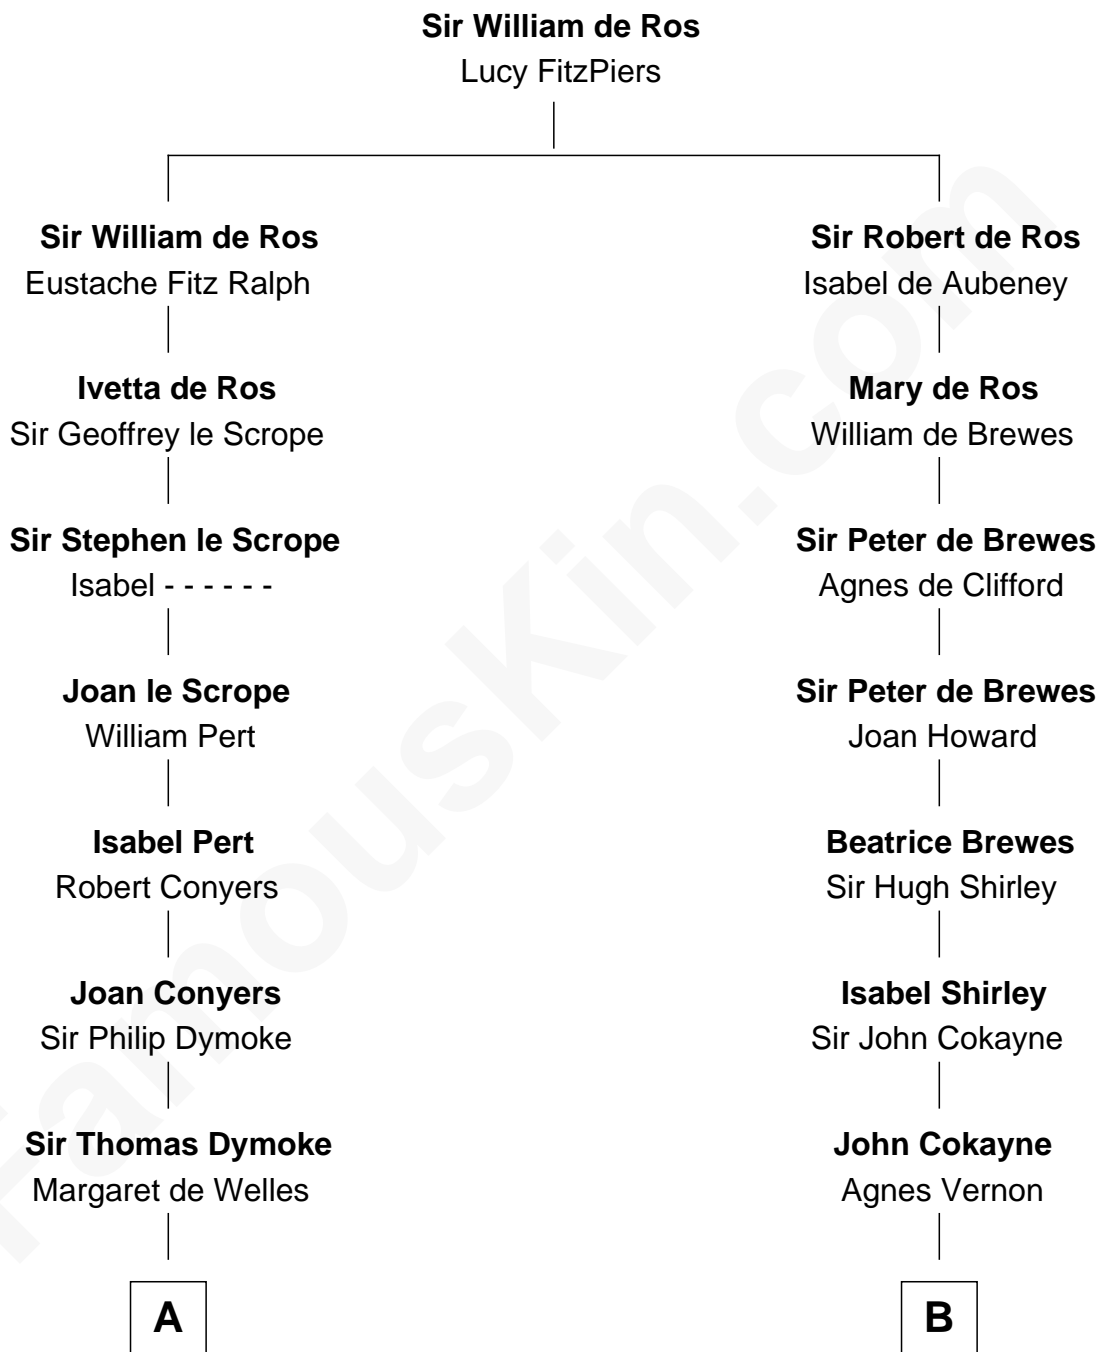 Sir William de Ros
Lucy FitzPiers
Sir William de Ros
Eustache Fitz Ralph
Ivetta de Ros
Sir Geoffrey le Scrope
Sir Stephen le Scrope
Isabel - - - - - -
Joan le Scrope
William Pert
Isabel Pert
Robert Conyers
Joan Conyers
Sir Philip Dymoke
Sir Thomas Dymoke
Margaret de Welles
A
Sir Robert de Ros
Isabel de Aubeney
Mary de Ros
William de Brewes
Sir Peter de Brewes
Agnes de Clifford
Sir Peter de Brewes
Joan Howard
Beatrice Brewes
Sir Hugh Shirley
Isabel Shirley
Sir John Cokayne
John Cokayne
Agnes Vernon
B
FamousKin.com